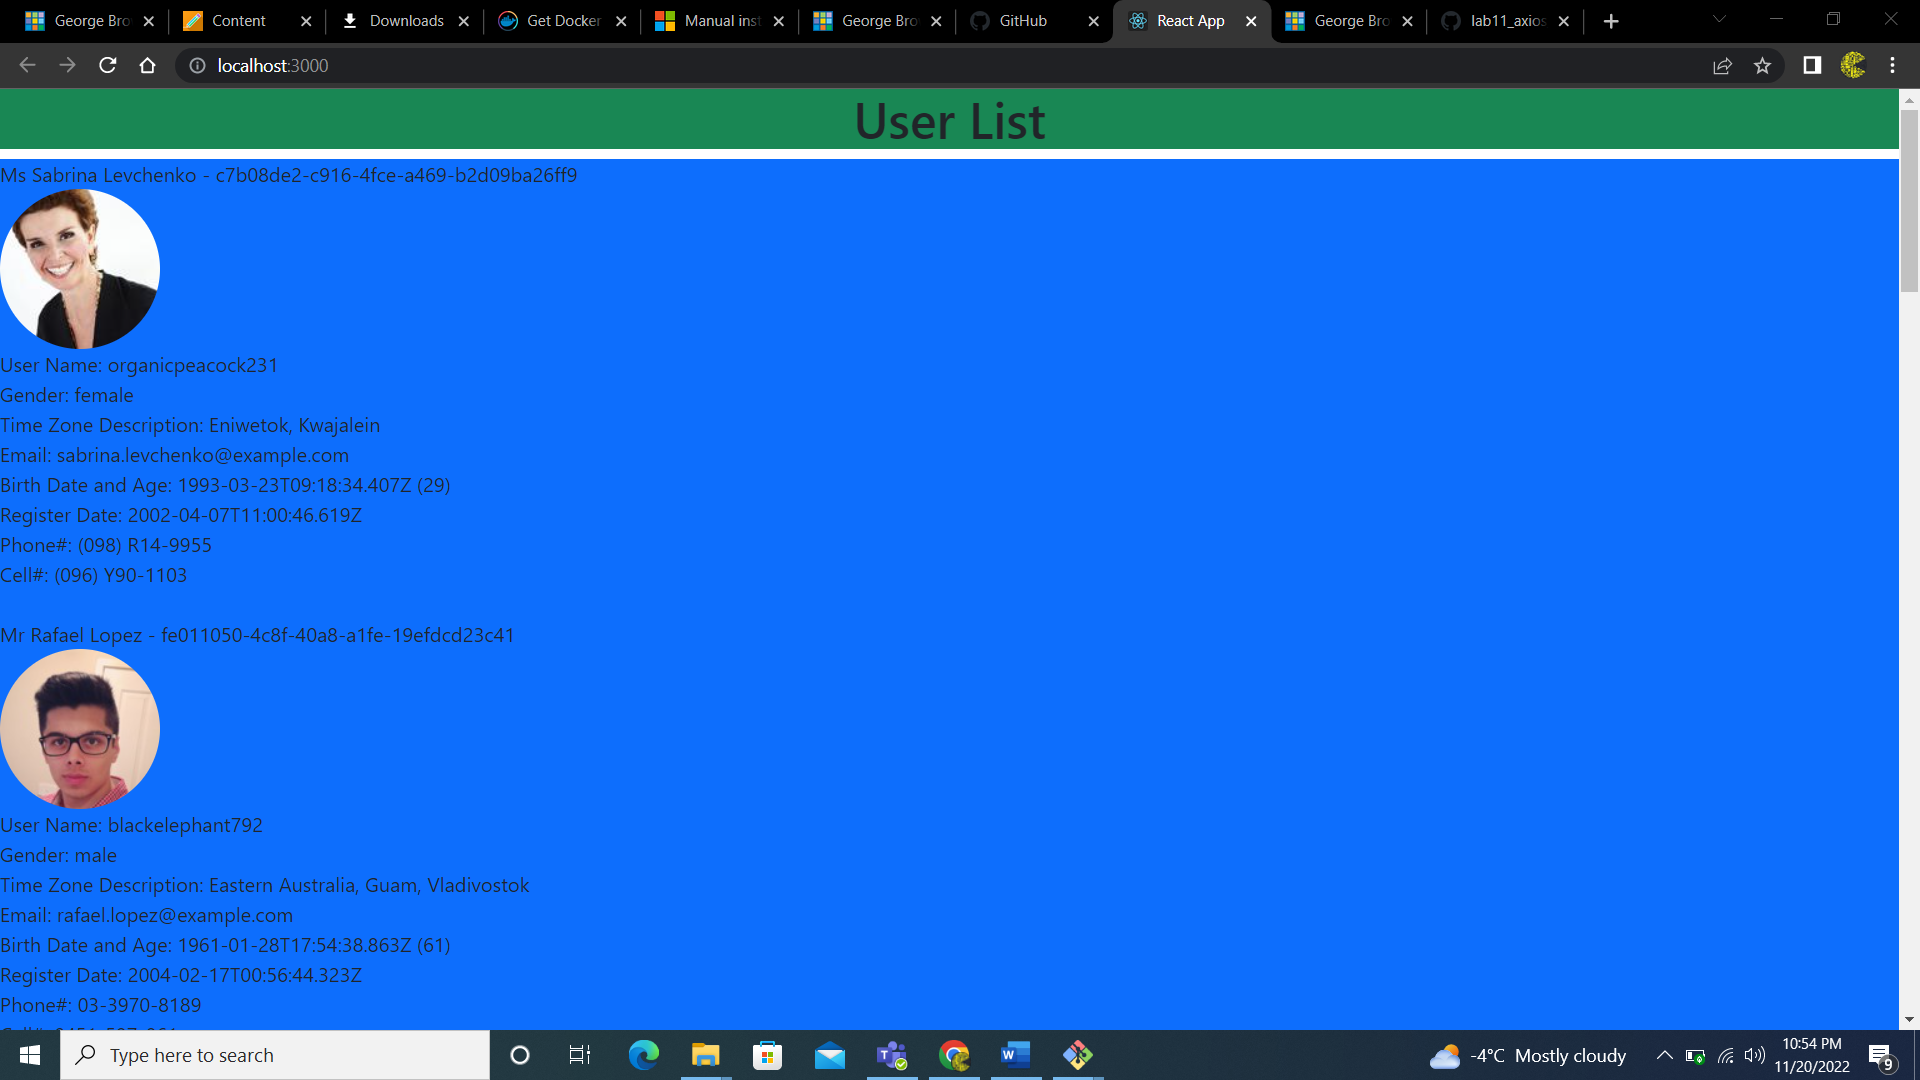 George Bro
Content
Downloads
Get Docker
Manual inst
George Bro
GitHub
React App
George Bro
lab11_axios
localhost:3000
User List
Ms Sabrina Levchenko - c7b08de2-c916-4fce-a469-b2d09ba26ff9
User Name: organicpeacock231
Gender: female
Time Zone Description: Eniwetok, Kwajalein
Email: sabrina.levchenko@example.com
Birth Date and Age: 1993-03-23T09:18:34.407Z (29)
Register Date: 2002-04-07T11:00:46.619Z
Phone#: (098) R14-9955
Cell#: (096) Y90-1103
Mr Rafael Lopez - fe011050-4c8f-40a8-a1fe-19efdcd23c41
User Name: blackelephant792
Gender: male
Time Zone Description: Eastern Australia, Guam, Vladivostok
Email: rafael.lopez@example.com
Birth Date and Age: 1961-01-28T17:54:38.863Z (61)
Register Date: 2004-02-17T00:56:44.323Z
Phone#: 03-3970-8189
Type here to search
-4°C Mostly cloudy
10:54 PM
11/20/2022
9